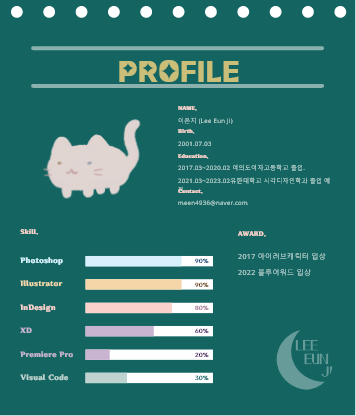 PROFILE
NAME,
이은지 (Lee Eun Ji)
Birth,
2001.07.03
Education,
2017.03~2020.02 여의도여자고등학교 졸업.
2021.03~2023.02유한대학교 시각디자인학과 졸업 예정
Contact,
meen4936@naver.com
Skill,
Photoshop 90%
Illustrator 90%
InDesign 80%
XD 60%
Premiere Pro 20%
Visual Code 30%
AWARD,
2017 아이러브캐릭터 입상
2022 블루어워드 입상
LEE
EUN
JI